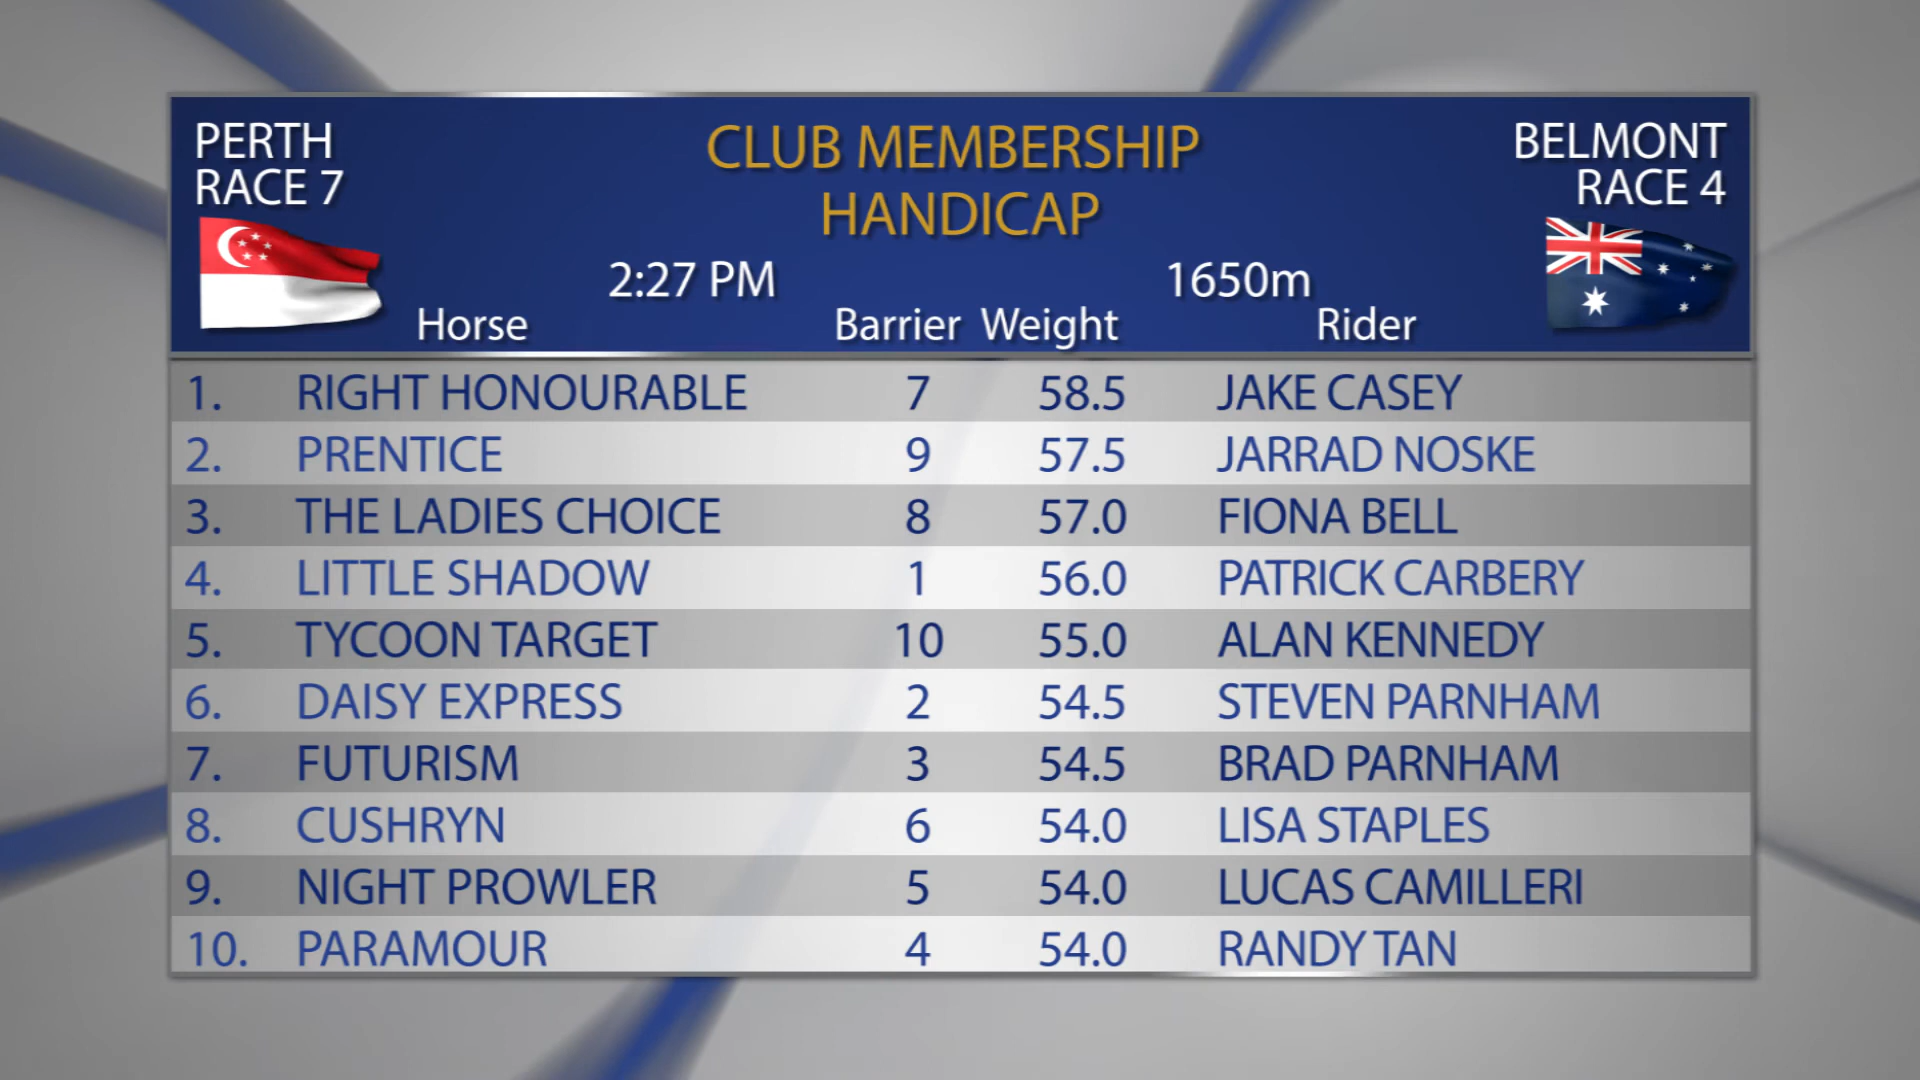 PERTH
RACE 7
CLUB MEMBERSHIP
HANDICAP
BELMONT
RACE 4
2:27 PM 1650m
Horse Barrier Weight Rider
1. RIGHT HONOURABLE 7 58.5 JAKE CASEY
2. PRENTICE 9 57.5 JARRAD NOSKE
3. THE LADIES CHOICE 8 57.0 FIONA BELL
4. LITTLE SHADOW 1 56.0 PATRICK CARBERY
5. TYCOON TARGET 10 55.0 ALAN KENNEDY
6. DAISY EXPRESS 2 54.5 STEVEN PARNHAM
7. FUTURISM 3 54.5 BRAD PARNHAM
8. CUSHRYN 6 54.0 LISA STAPLES
9. NIGHT PROWLER 5 54.0 LUCAS CAMILLERI
10. PARAMOUR 4 54.0 RANDY TAN